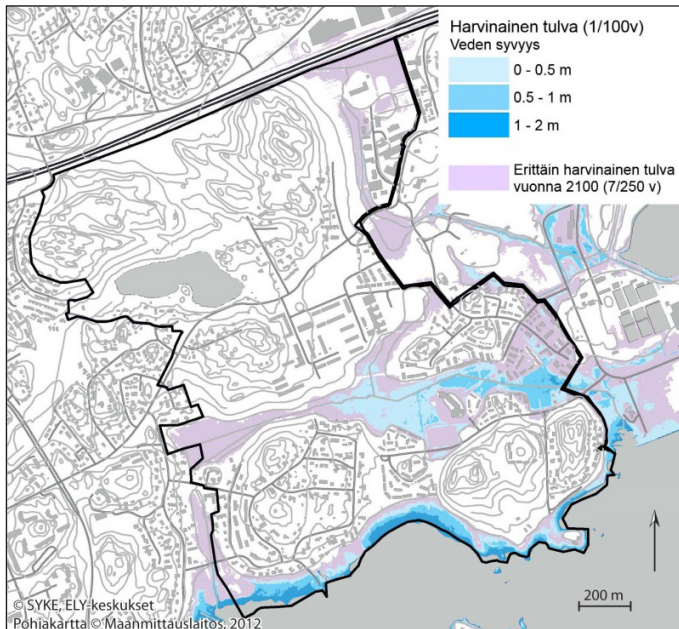 Harvinainen tulva (1/100v)
Veden syvyys
0 - 0.5 m
0.5 - 1 m
1 - 2 m
Erittäin harvinainen tulva
vuonna 2100 (7/250 v)
200 m
© SYKE, ELY-keskukset
Pohjakartta © Maanmittauslaitos, 2012